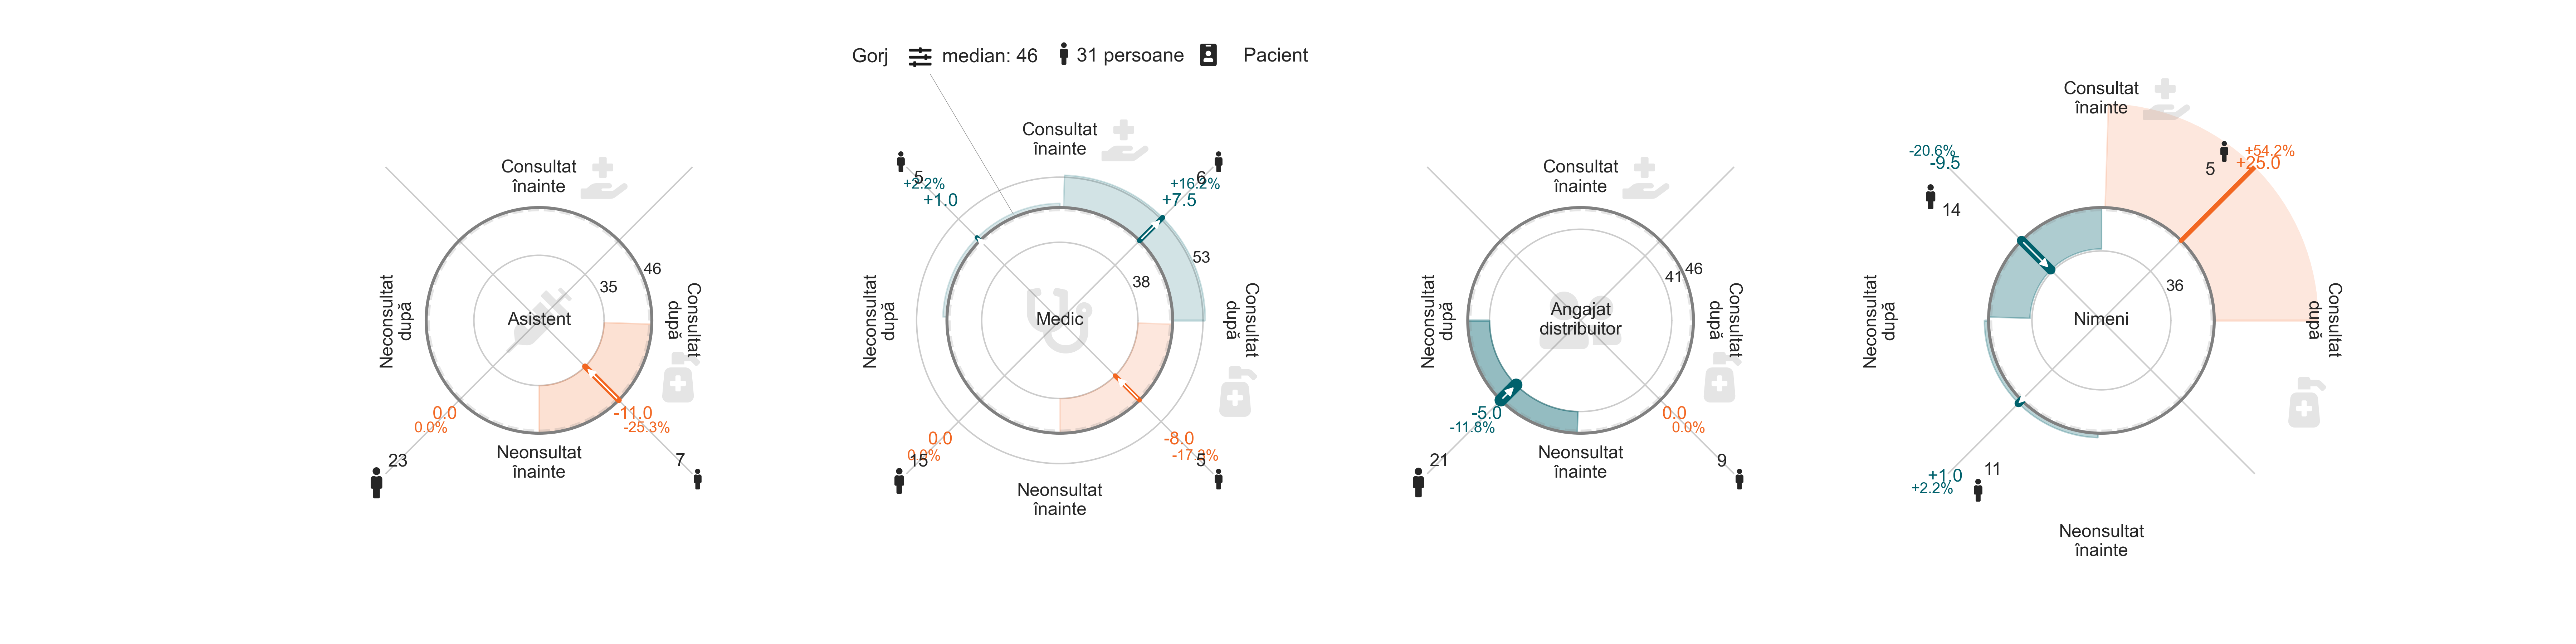 Gorj median: 46 31 persoane Pacient
Consultat
înainte
46
35
Asistent
Neconsultat
după
Consultat
după
0.0
0.0%
23
-11.0
-25.3%
7
Neonsultat
înainte
Consultat
înainte
5
+2.2%
+1.0
6
+16.2%
+7.5
53
38
Medic
Neconsultat
după
Consultat
după
0.0
0.0%
15
-8.0
5
Neonsultat
înainte
Consultat
înainte
41
46
Angajat
distribuitor
Neconsultat
după
Consultat
după
-5.0
-11.8%
21
0.0
0.0%
9
Neonsultat
înainte
Consultat
înainte
-20.6%
-9.5
14
5
+54.2%
+25.0
36
Nimeni
Neconsultat
după
Consultat
după
+1.0
+2.2%
11
Neonsultat
înainte